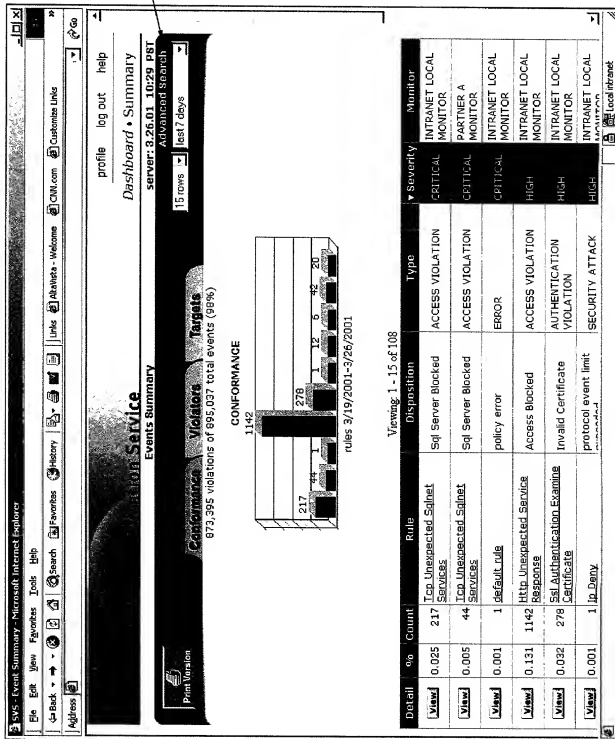 SVS - Event Summary - Microsoft Internet Explorer
File Edit View Favorites Tools Help
Back Search Favorites History Links AltaVista - Welcome CNN.com Customize Links
Address Go
profile log out help
Dashboard • Summary
Service
Events Summary
server: 3.26.01 10:29 PST
Advanced Search
Print Version
Conformance Violators Targets
15 rows last 7 days
873,395 violations of 895,037 total events (98%)
CONFORMANCE
217 44 1 1142 278 1 12 6 42 20
rules 3/19/2001-3/26/2001
Viewing: 1 - 15 of 108
Detail % Count Rule Disposition Type Severity Monitor
View 0.025 217 Tcp Unexpected Sqlnet Services Sql Server Blocked ACCESS VIOLATION CRITICAL INTRANET LOCAL MONITOR
View 0.005 44 Tcp Unexpected Sqlnet Services Sql Server Blocked ACCESS VIOLATION CRITICAL PARTNER A MONITOR
View 0.001 1 default rule policy error ERROR CRITICAL INTRANET LOCAL MONITOR
View 0.131 1142 Http Unexpected Service Response Access Blocked ACCESS VIOLATION HIGH INTRANET LOCAL MONITOR
View 0.032 278 Ssl Authentication Examine Certificate Invalid Certificate AUTHENTICATION VIOLATION HIGH INTRANET LOCAL MONITOR
View 0.001 1 Ip Deny protocol event limit SECURITY ATTACK HIGH INTRANET LOCAL
Local intranet